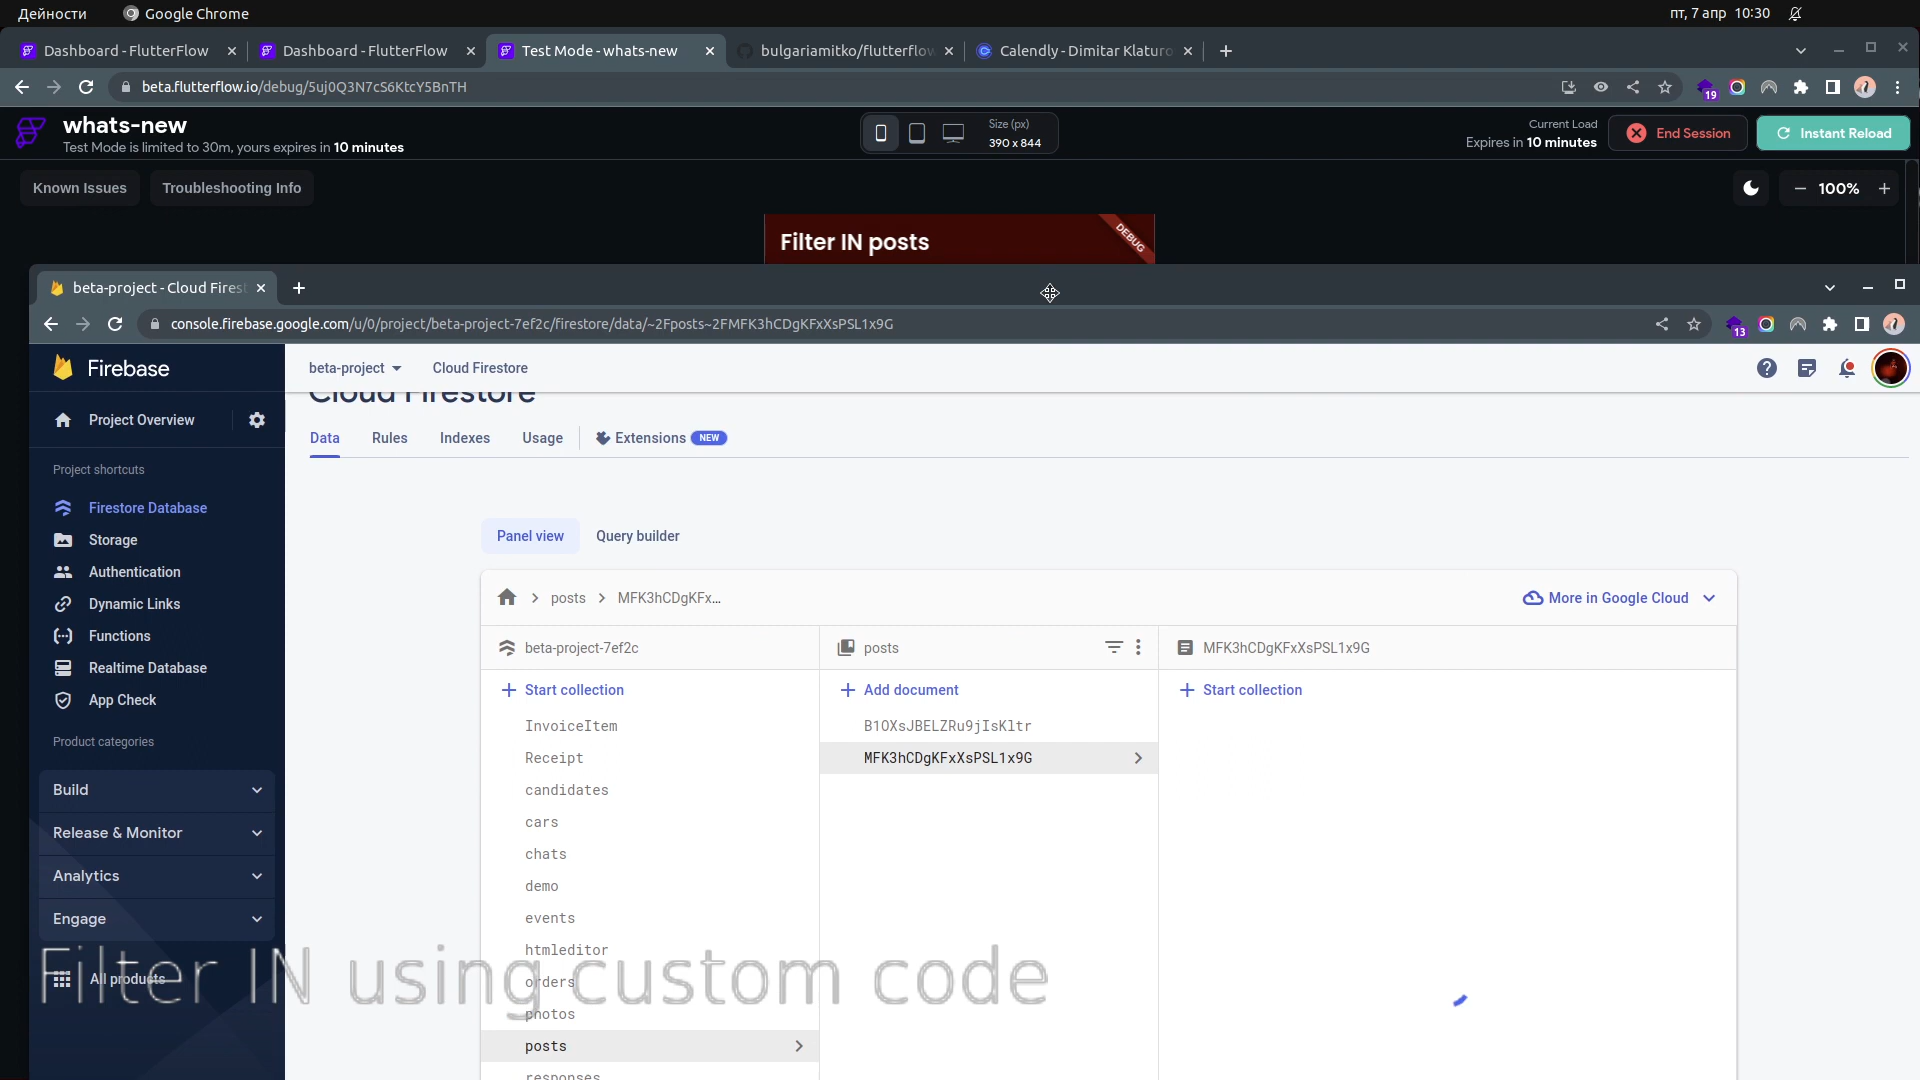 Дейности
Google Chrome
пт, 7 апр 10:30
Dashboard - FlutterFlow
Dashboard - FlutterFlow
Test Mode - whats-new
bulgariamitko/flutterflow
Calendly - Dimitar Klaturo
beta.flutterflow.io/debug/5uj0Q3N7cS6KtcY5BnTH
19
whats-new
Test Mode is limited to 30m, yours expires in 10 minutes
Size (px)
390 x 844
Current Load
Expires in 10 minutes
End Session
Instant Reload
Known Issues
Troubleshooting Info
100%
Filter IN posts
DEBUG
beta-project - Cloud Firest
console.firebase.google.com/u/0/project/beta-project-7ef2c/firestore/data/~2Fposts~2FMFK3hCDgKFxXsPSL1x9G
13
Firebase
beta-project
Cloud Firestore
Cloud Firestore
Project Overview
Data
Rules
Indexes
Usage
Extensions
NEW
Project shortcuts
Firestore Database
Storage
Authentication
Dynamic Links
Functions
Realtime Database
App Check
Product categories
Build
Release & Monitor
Analytics
Engage
All products
Panel view
Query builder
posts
MFK3hCDgKFx...
More in Google Cloud
beta-project-7ef2c
posts
MFK3hCDgKFxXsPSL1x9G
Start collection
Add document
Start collection
InvoiceItem
Receipt
candidates
cars
chats
demo
events
htmleditor
orders
photos
posts
responses
B1OXsJBELZRu9jIsKltr
MFK3hCDgKFxXsPSL1x9G
Filter IN using custom code